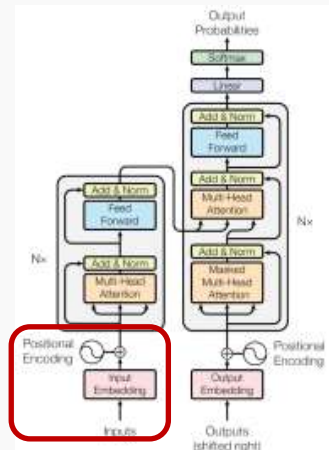 Output
Probabilities
Softmax
Linear
Add & Norm
Feed
Forward
Add & Norm
Multi-Head
Attention
Add & Norm
Masked
Multi-Head
Attention
Nx
Add & Norm
Feed
Forward
Add & Norm
Multi-Head
Attention
Nx
Positional
Encoding
Input
Embedding
Inputs
Positional
Encoding
Output
Embedding
Outputs
(shifted right)